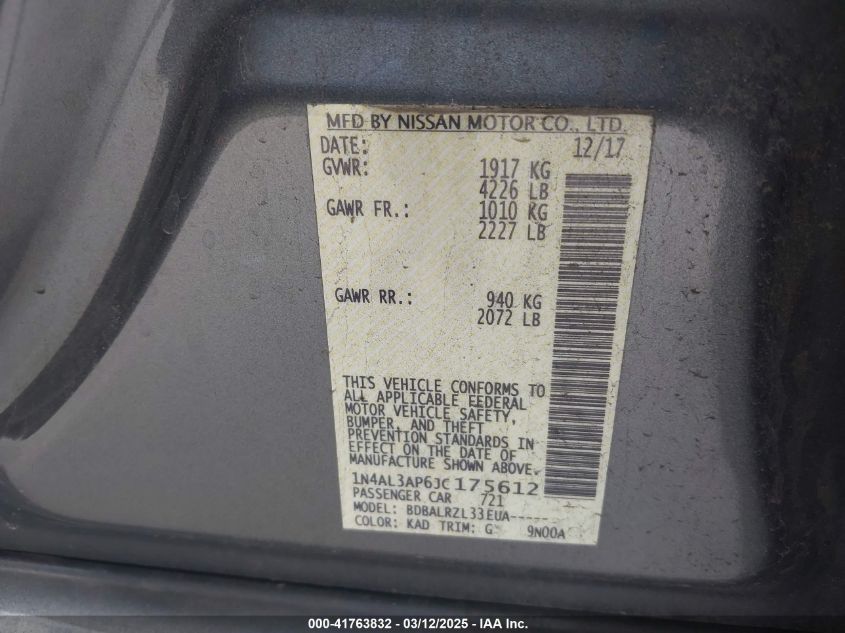 MFD BY NISSAN MOTOR CO., LTD.
DATE: 12/17
GVWR: 1917 KG
4226 LB
GAWR FR.: 1010 KG
2227 LB
GAWR RR.: 940 KG
2072 LB
THIS VEHICLE CONFORMS TO
ALL APPLICABLE FEDERAL
MOTOR VEHICLE SAFETY,
BUMPER, AND THEFT
PREVENTION STANDARDS IN
EFFECT ON THE DATE OF
MANUFACTURE SHOWN ABOVE.
1N4AL3AP6JC175612
PASSENGER CAR 721
MODEL: BDBALRZL33EUA-----
COLOR: KAD TRIM: G 9N00A
000-41763832 - 03/12/2025 - IAA Inc.